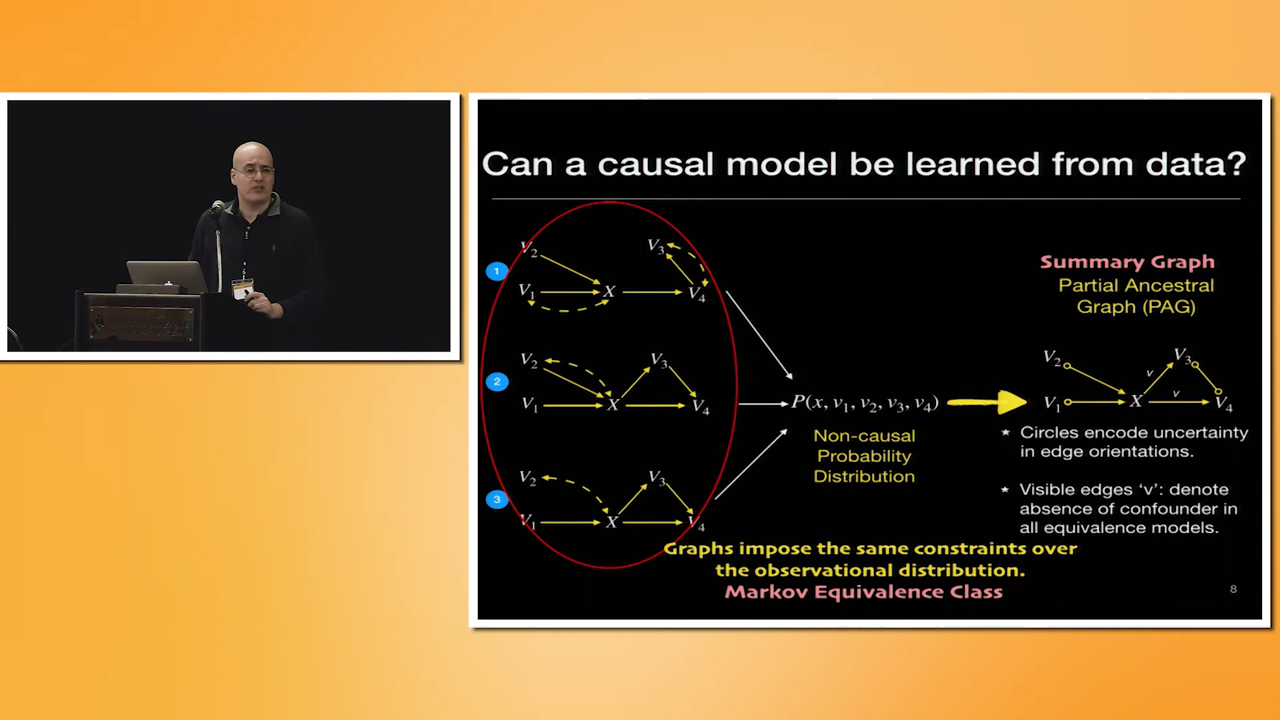 Can a causal model be learned from data?
1
V2
V3
V1
X
V4
2
V2
V3
V1
X
V4
3
V2
V3
V1
X
V4
P(x, v1, v2, v3, v4)
Non-causal
Probability
Distribution
Summary Graph
Partial Ancestral
Graph (PAG)
V2
V3
v
v
V1
X
V4
★ Circles encode uncertainty
in edge orientations.
★ Visible edges ‘v’: denote
absence of confounder in
all equivalence models.
Graphs impose the same constraints over
the observational distribution.
Markov Equivalence Class
8